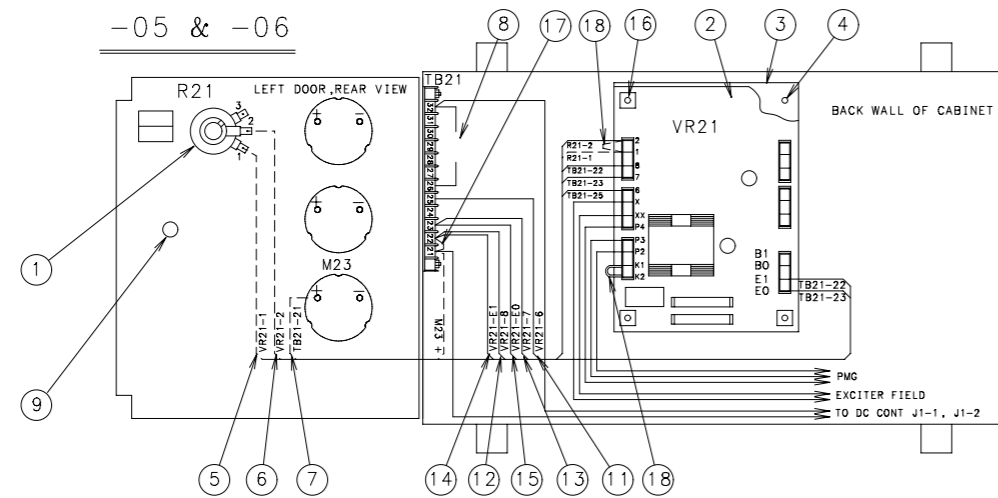 -05 & -06
8
17
18
16
2
3
4
R21
LEFT DOOR,REAR VIEW
TB21
VR21
BACK WALL OF CABINET
3
2
1
+ -
+ -
M23
+ -
32
31
30
29
28
27
26
25
24
23
22
21
R21-2
R21-1
TB21-22
TB21-23
TB21-25
2
1
8
7
6
X
XX
P4
P3
P2
K1
K2
B1
B0
E1
E0
TB21-22
TB21-23
VR21-1
VR21-2
TB21-21
M23 +
VR21-E1
VR21-8
VR21-E0
VR21-7
VR21-6
PMG
EXCITER FIELD
TO DC CONT J1-1, J1-2
1
9
5
6
7
14
12
15
13
11
18